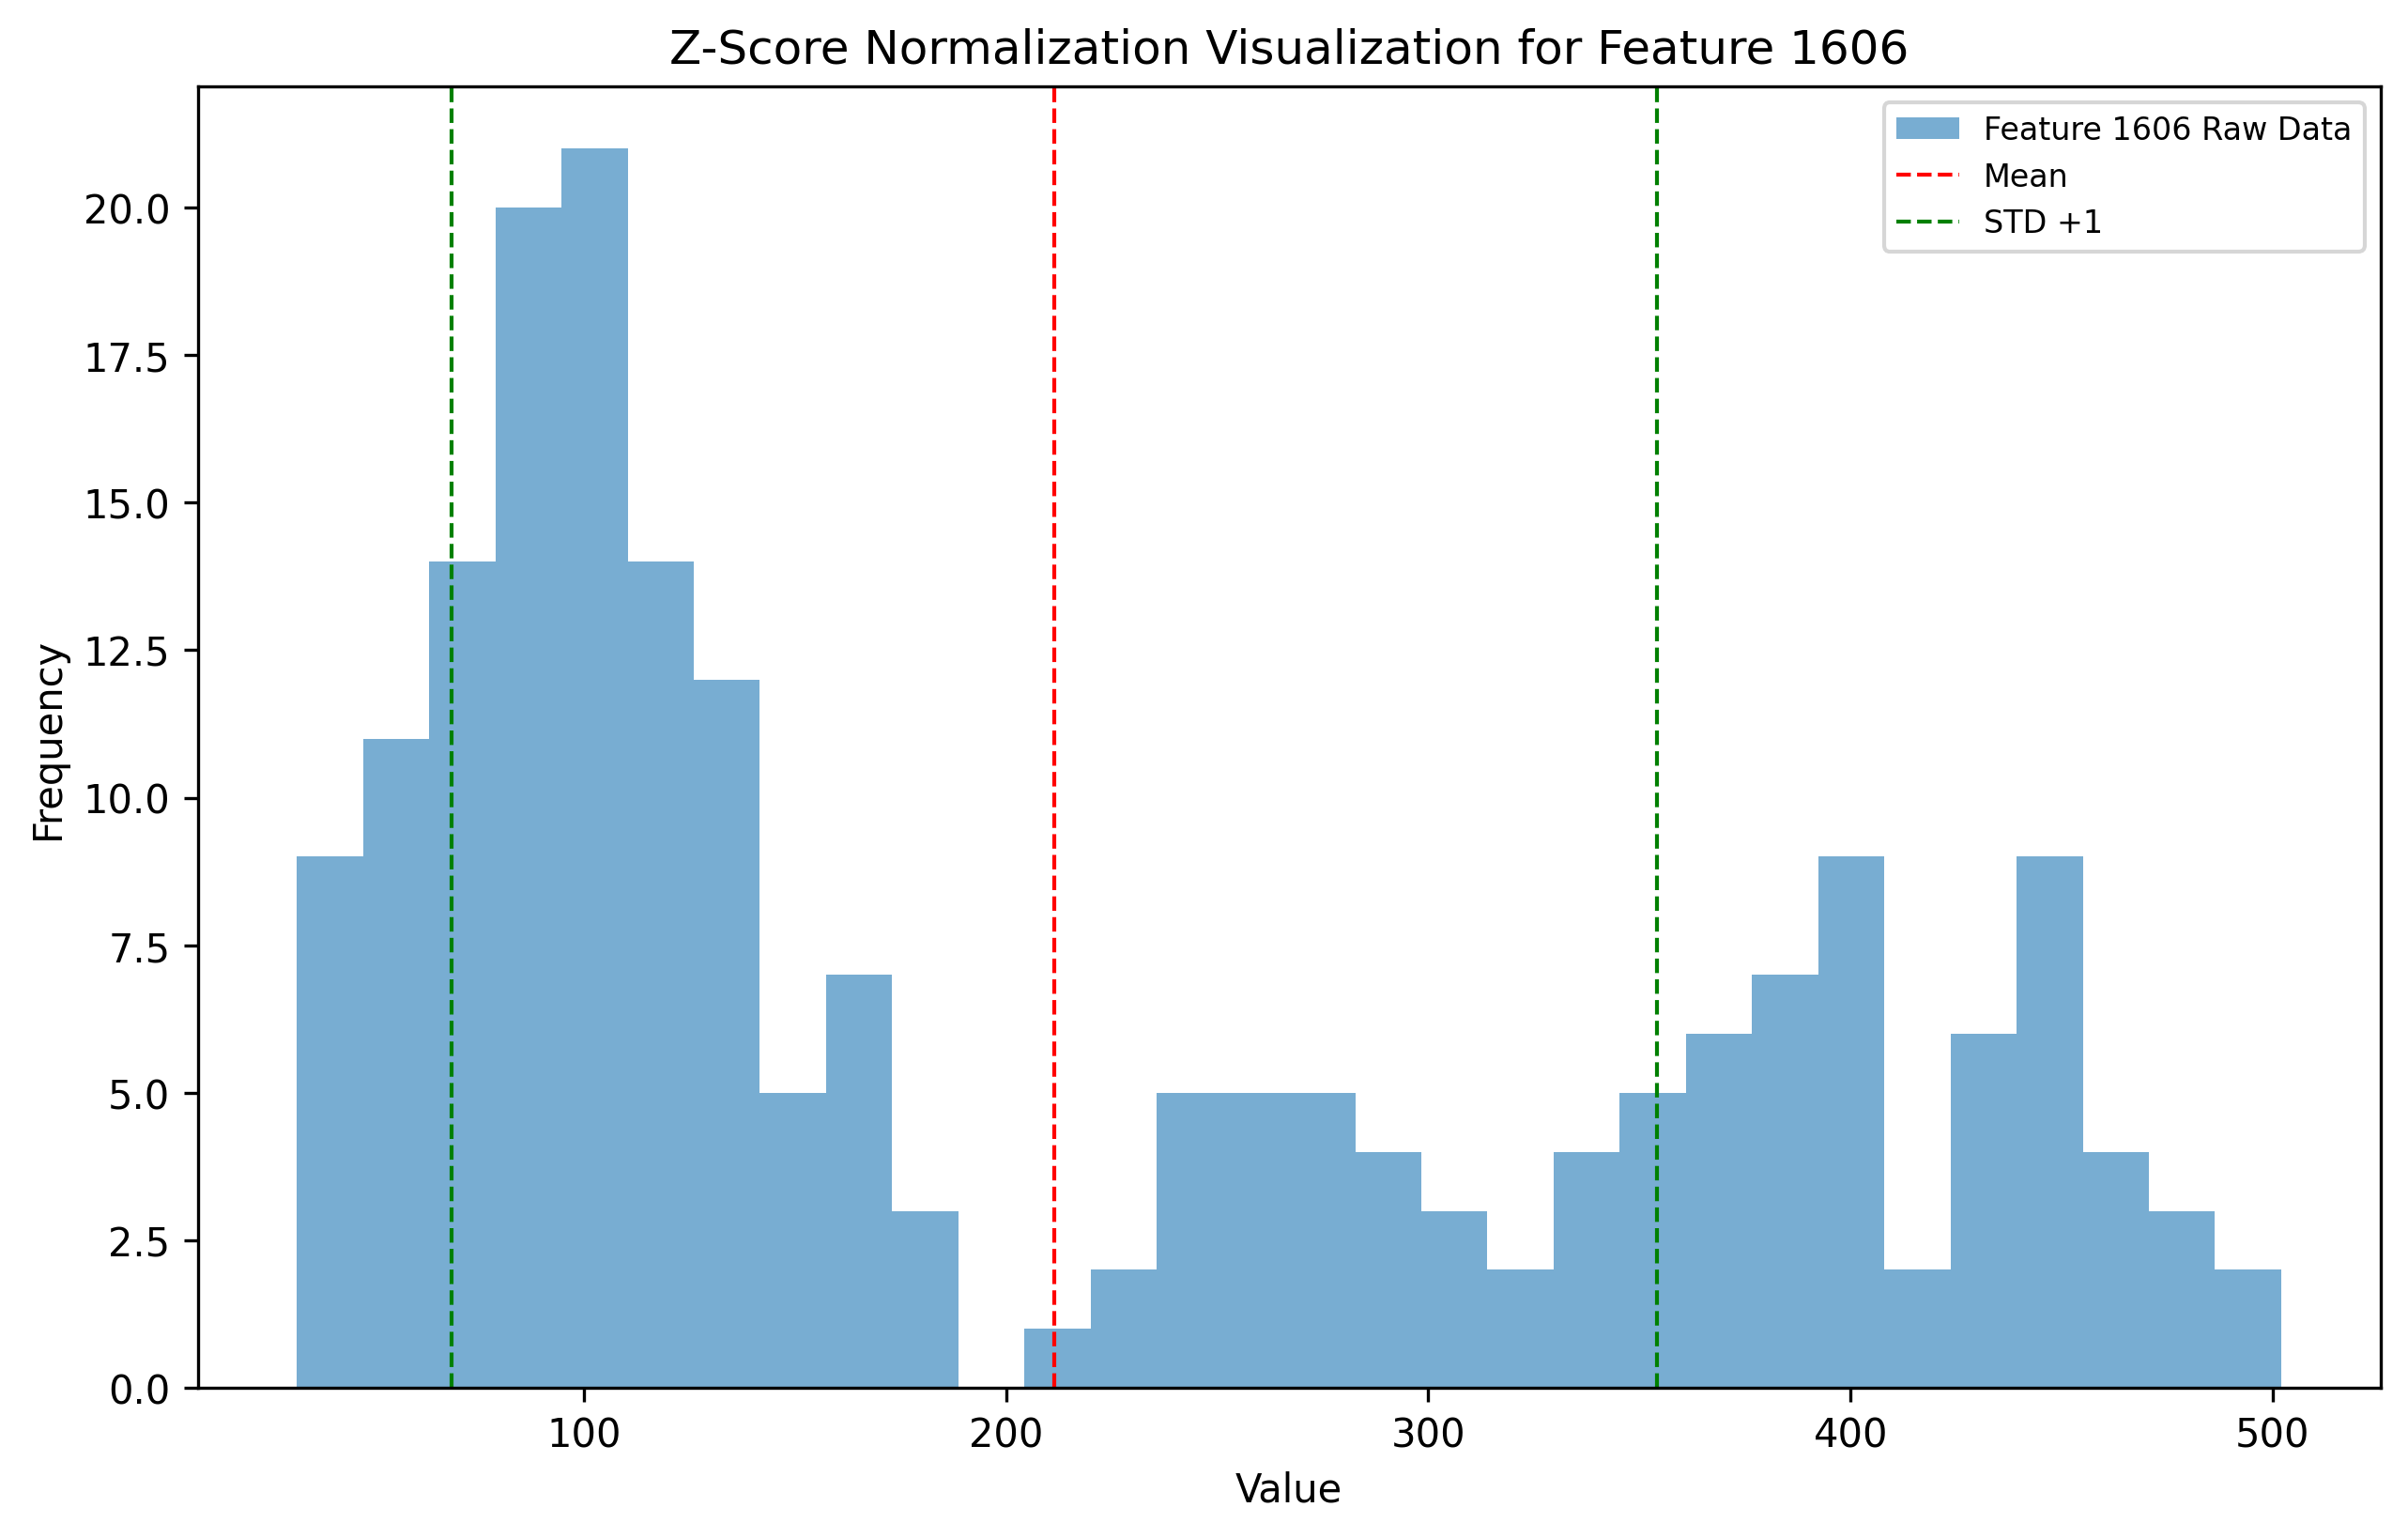 Z-Score Normalization Visualization for Feature 1606
Feature 1606 Raw Data
Mean
STD +1
20.0
17.5
15.0
12.5
10.0
7.5
5.0
2.5
0.0
Frequency
100
200
300
400
500
Value